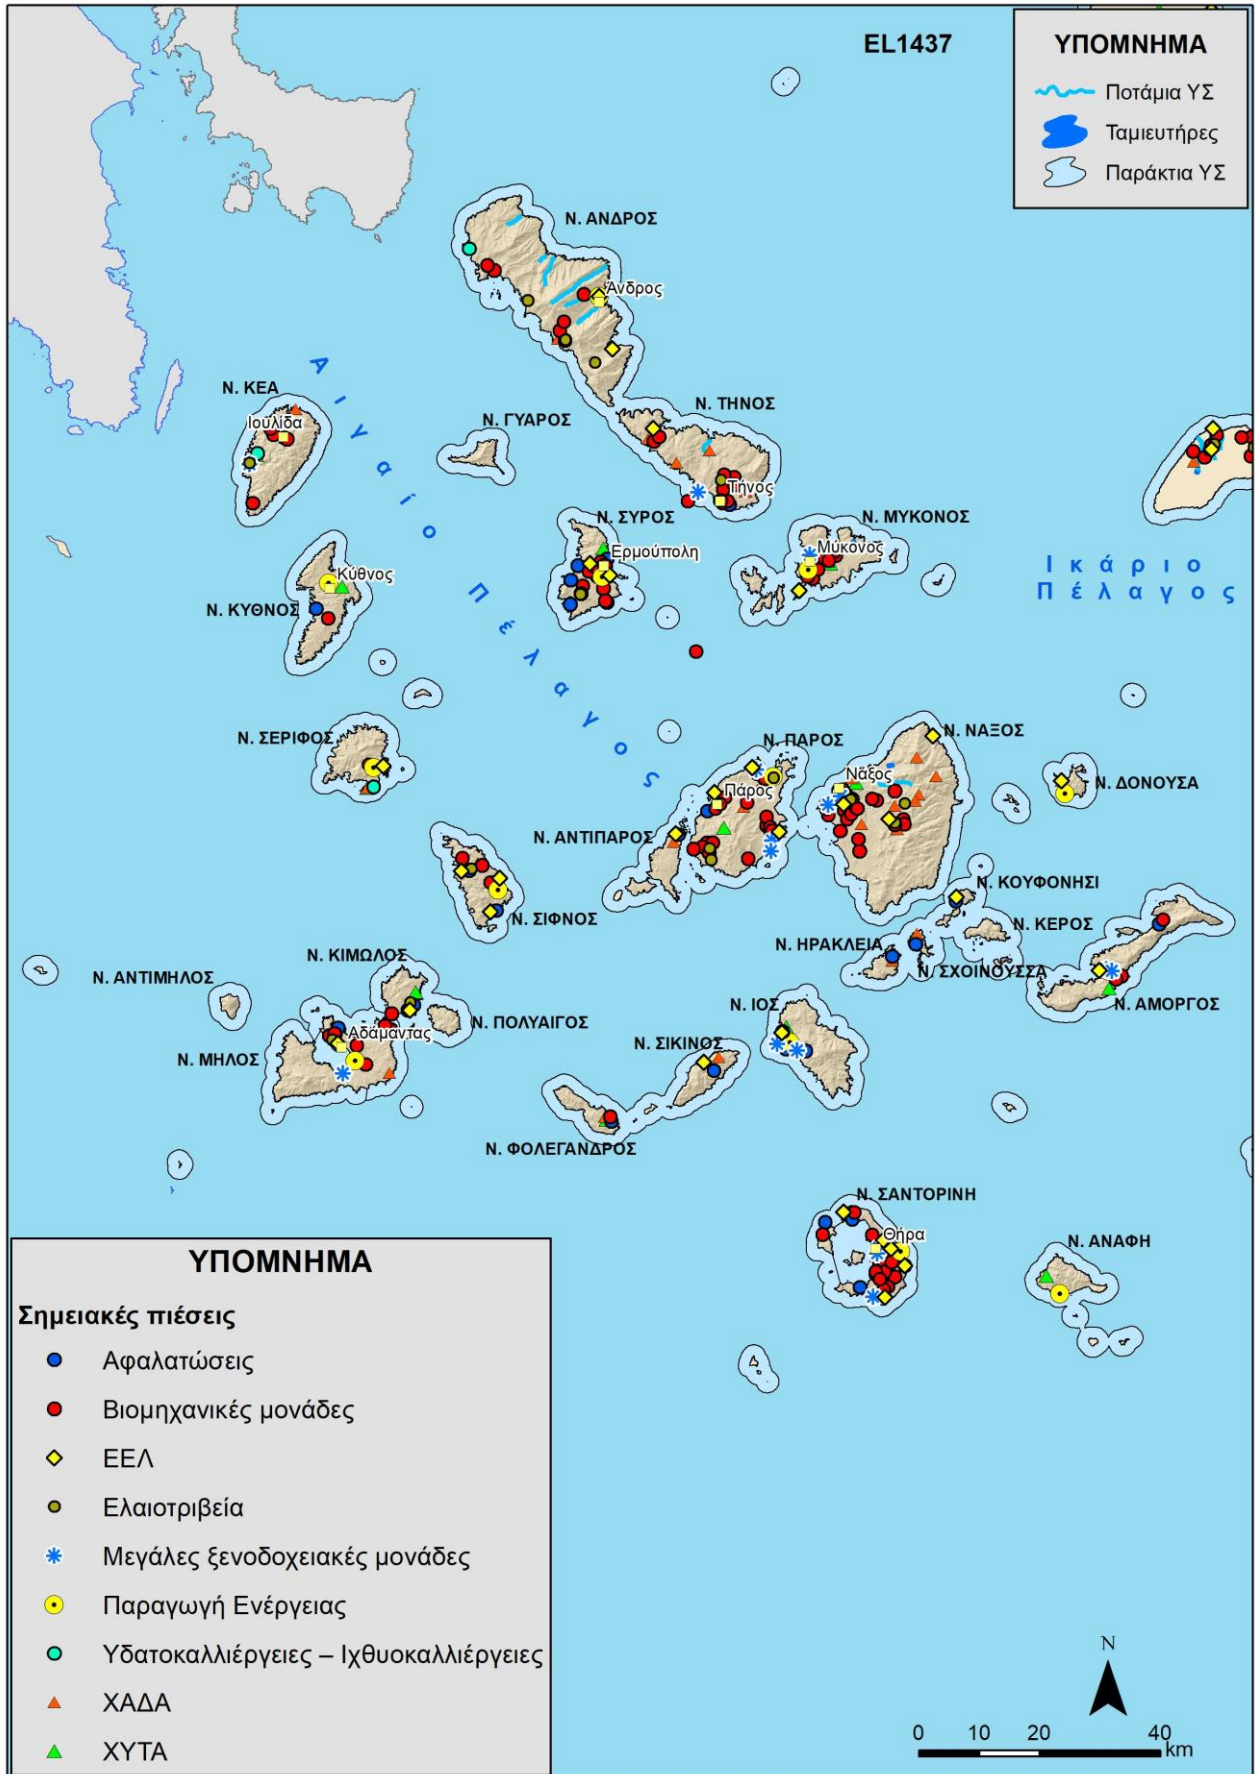 EL1437
ΥΠΟΜΝΗΜΑ
Ποτάμια ΥΣ
Ταμιευτήρες
Παράκτια ΥΣ
Ν. ΑΝΔΡΟΣ
Άνδρος
Αιγαίο Πέλαγος
Ν. ΚΕΑ
Ιουλίδα
Ν. ΓΥΑΡΟΣ
Ν. ΤΗΝΟΣ
Τήνος
Ν. ΣΥΡΟΣ
Ερμούπολη
Ν. ΜΥΚΟΝΟΣ
Μύκονος
Ικάριο
Πέλαγος
Κύθνος
Ν. ΚΥΘΝΟΣ
Ν. ΣΕΡΙΦΟΣ
Ν. ΠΑΡΟΣ
Πάρος
Ν. ΝΑΞΟΣ
Νάξος
Ν. ΔΟΝΟΥΣΑ
Ν. ΑΝΤΙΠΑΡΟΣ
Ν. ΣΙΦΝΟΣ
Ν. ΚΟΥΦΟΝΗΣΙ
Ν. ΚΕΡΟΣ
Ν. ΗΡΑΚΛΕΙΑ
Ν. ΣΧΟΙΝΟΥΣΣΑ
Ν. ΑΜΟΡΓΟΣ
Ν. ΚΙΜΩΛΟΣ
Ν. ΑΝΤΙΜΗΛΟΣ
Ν. ΠΟΛΥΑΙΓΟΣ
Αδάμαντας
Ν. ΜΗΛΟΣ
Ν. ΙΟΣ
Ν. ΣΙΚΙΝΟΣ
Ν. ΦΟΛΕΓΑΝΔΡΟΣ
Ν. ΣΑΝΤΟΡΙΝΗ
Θήρα
Ν. ΑΝΑΦΗ
ΥΠΟΜΝΗΜΑ
Σημειακές πιέσεις
Αφαλατώσεις
Βιομηχανικές μονάδες
ΕΕΛ
Ελαιοτριβεία
Μεγάλες ξενοδοχειακές μονάδες
Παραγωγή Ενέργειας
Υδατοκαλλιέργειες – Ιχθυοκαλλιέργειες
ΧΑΔΑ
ΧΥΤΑ
N
0 10 20 40
km